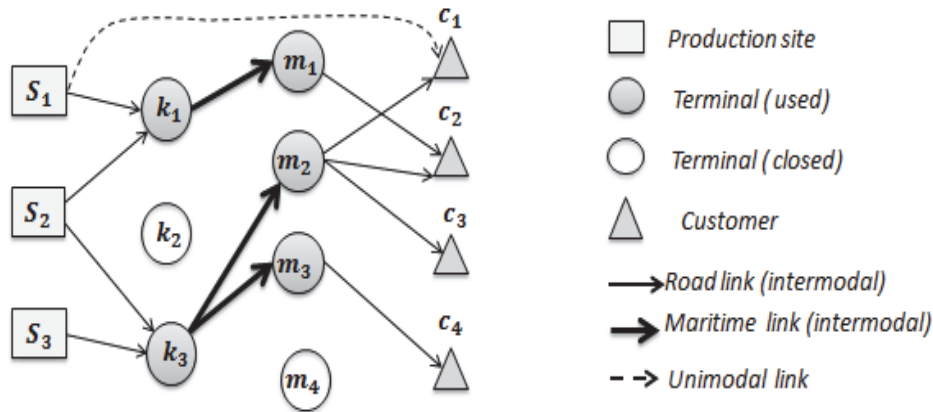 c₁
S₁
k₁
m₁
c₂
m₂
S₂
k₂
c₃
m₃
S₃
k₃
c₄
m₄
Production site
Terminal (used)
Terminal (closed)
Customer
Road link (intermodal)
Maritime link (intermodal)
Unimodal link